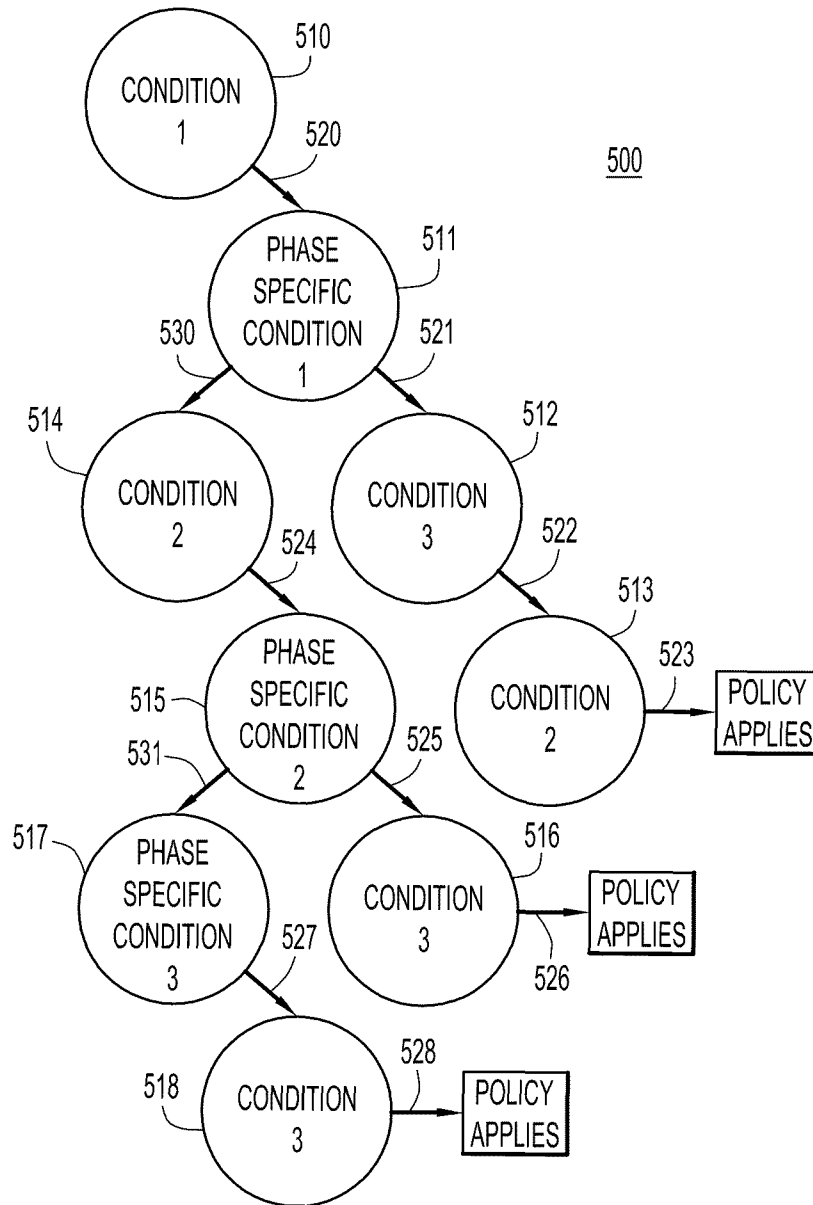 510
CONDITION
1
520
500
PHASE
SPECIFIC
CONDITION
1
511
530
521
514
CONDITION
2
512
CONDITION
3
524
522
513
PHASE
SPECIFIC
CONDITION
2
515
CONDITION
2
523
POLICY
APPLIES
531
525
517
PHASE
SPECIFIC
CONDITION
3
516
CONDITION
3
526
POLICY
APPLIES
527
518
CONDITION
3
528
POLICY
APPLIES